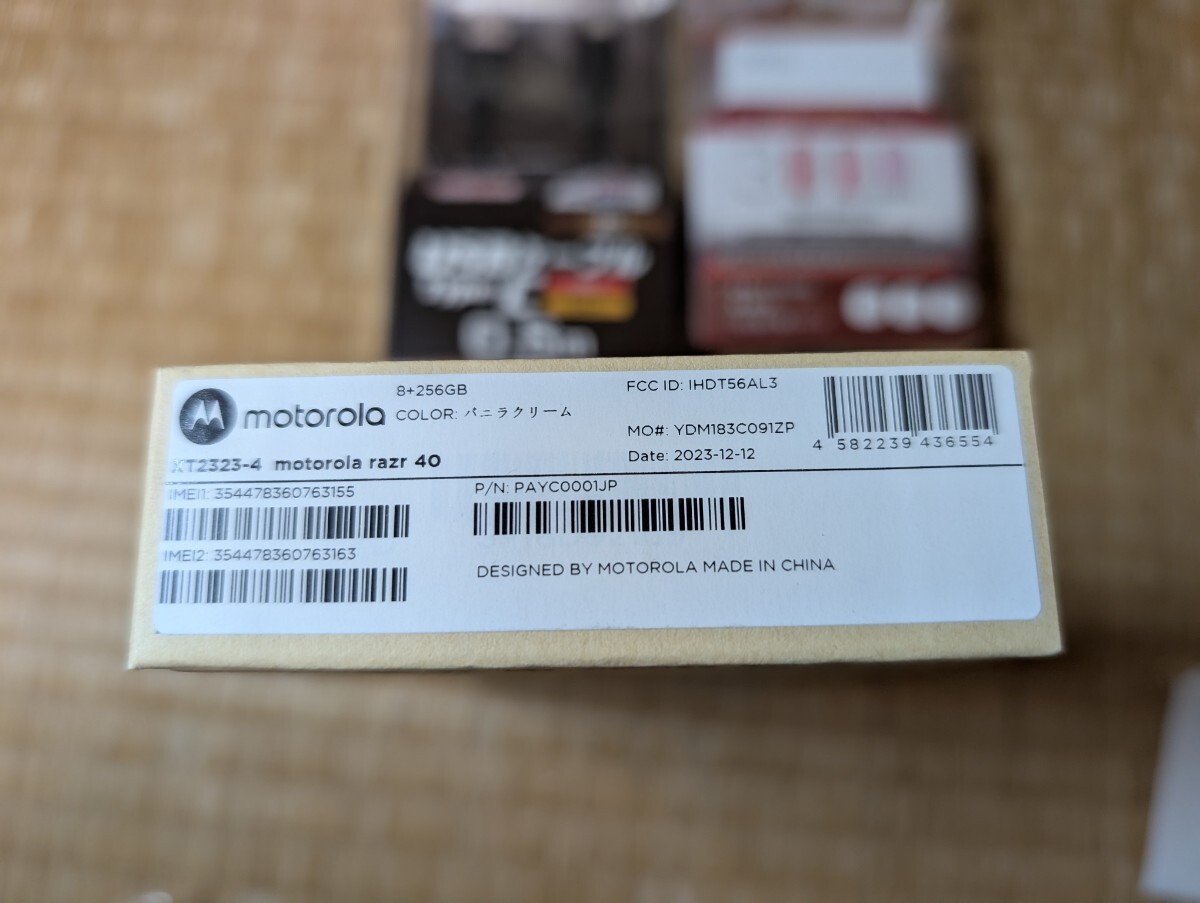 motorola
8+256GB
COLOR: バニラクリーム
FCC ID: IHDT56AL3
MO#: YDM183C091ZP
Date: 2023-12-12
4 582239 436554
XT2323-4 motorola razr 40
IMEI1: 354478360763155
P/N: PAYC0001JP
IMEI2: 354478360763163
DESIGNED BY MOTOROLA MADE IN CHINA